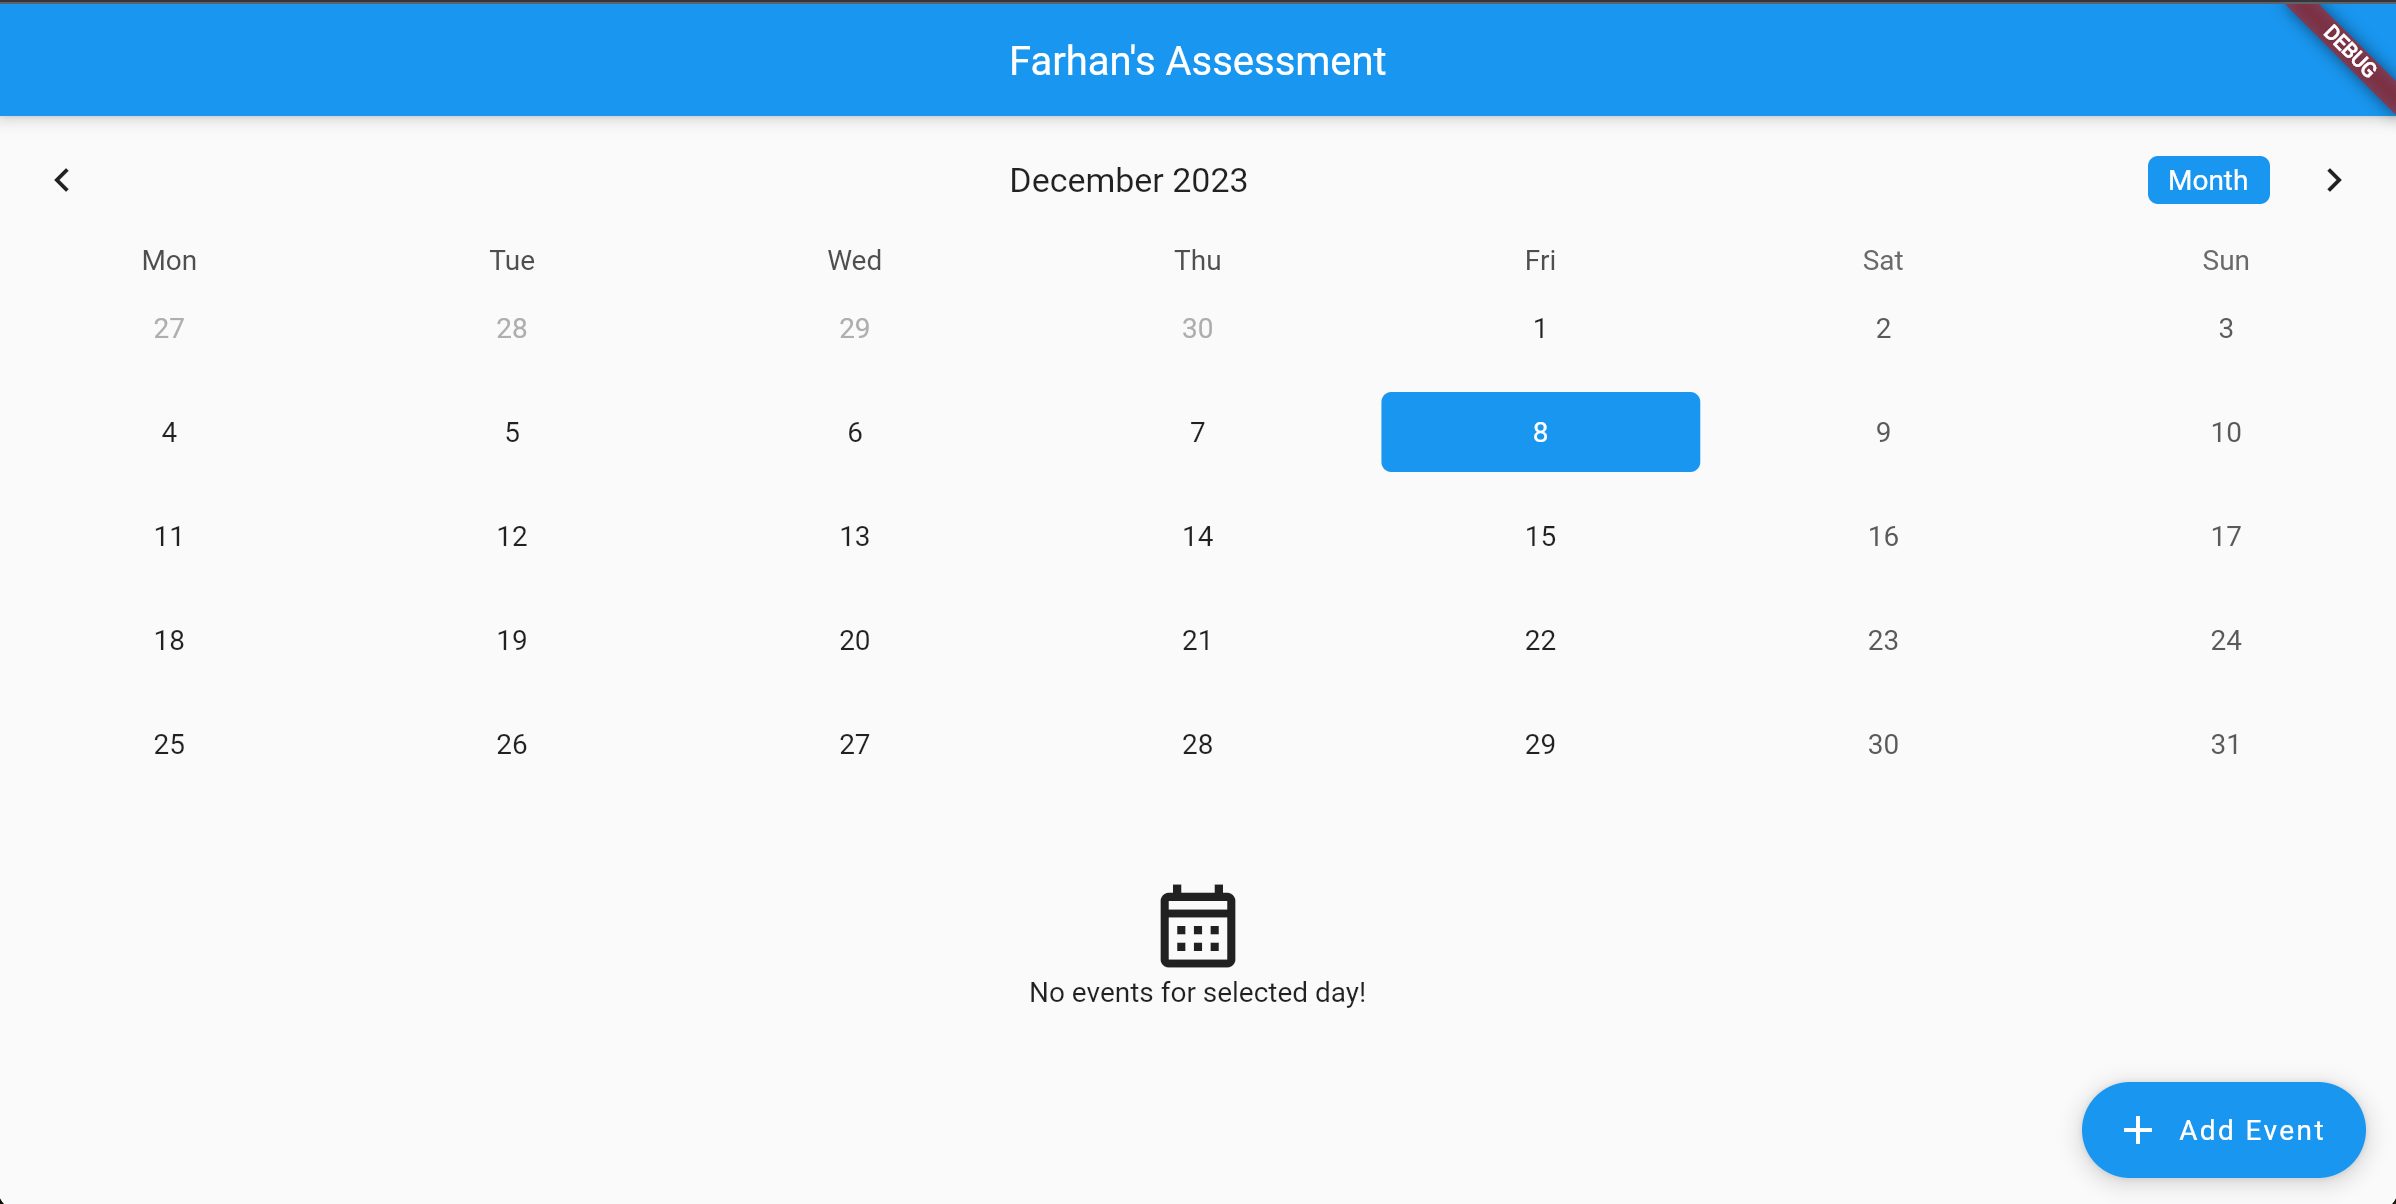 Farhan's Assessment
DEBUG
December 2023 Month
Mon Tue Wed Thu Fri Sat Sun
27 28 29 30 1 2 3
4 5 6 7 8 9 10
11 12 13 14 15 16 17
18 19 20 21 22 23 24
25 26 27 28 29 30 31
No events for selected day!
Add Event